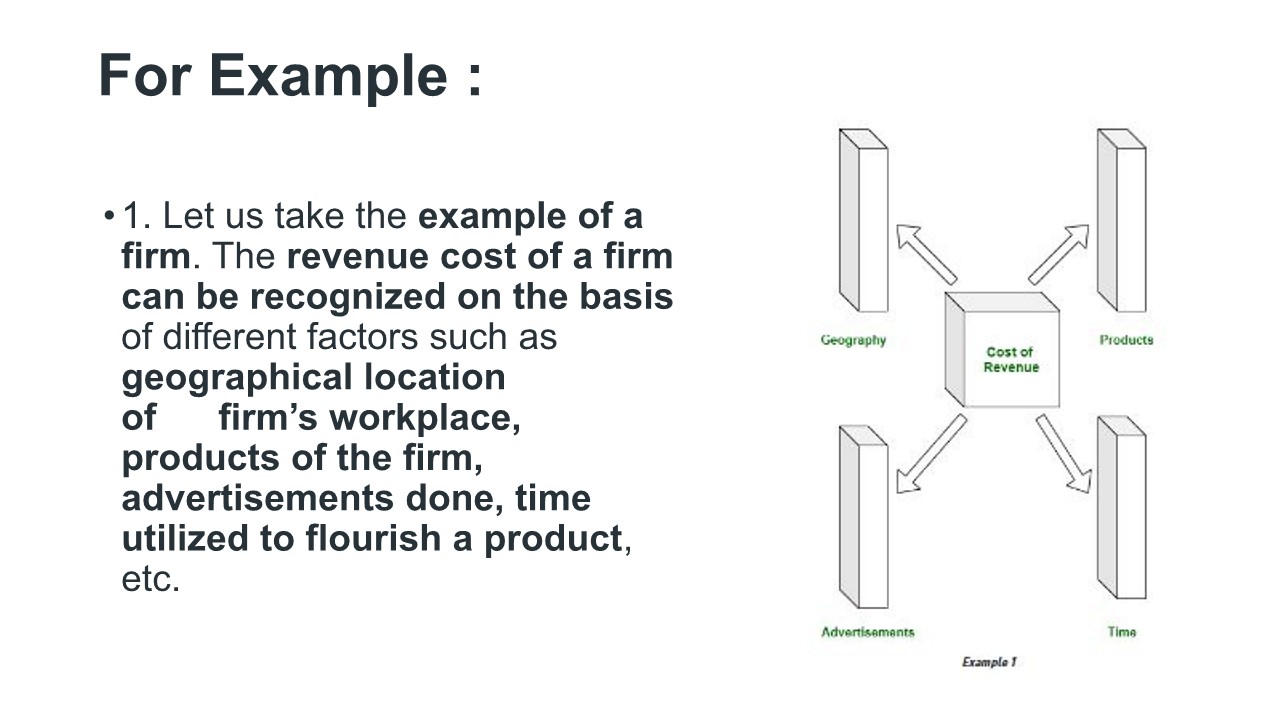 For Example :
• 1. Let us take the example of a
firm. The revenue cost of a firm
can be recognized on the basis
of different factors such as
geographical location
of firm’s workplace,
products of the firm,
advertisements done, time
utilized to flourish a product,
etc.
Geography
Products
Cost of
Revenue
Advertisements
Time
Example 1